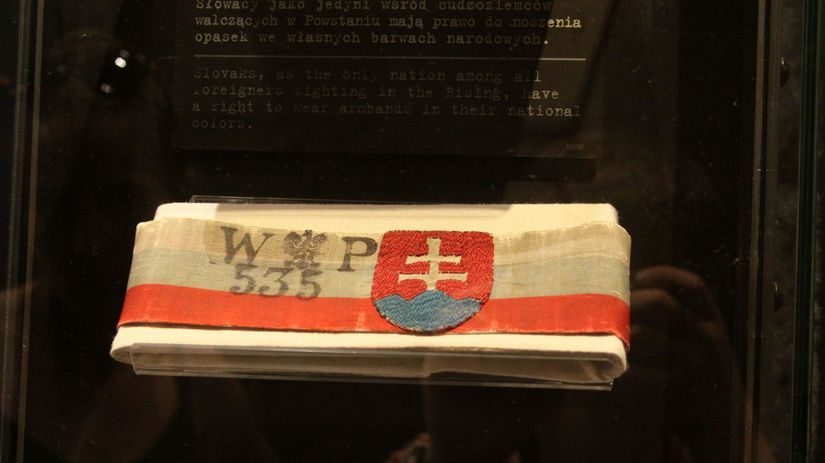 Słowacy jako jedyni wśród cudzoziemców
walczących w Powstaniu mają prawo do noszenia
opasek we własnych barwach narodowych.
Slovaks, as the only nation among all
foreigners fighting in the Rising, have
a right to wear armbands in their national
colors.
W P
535